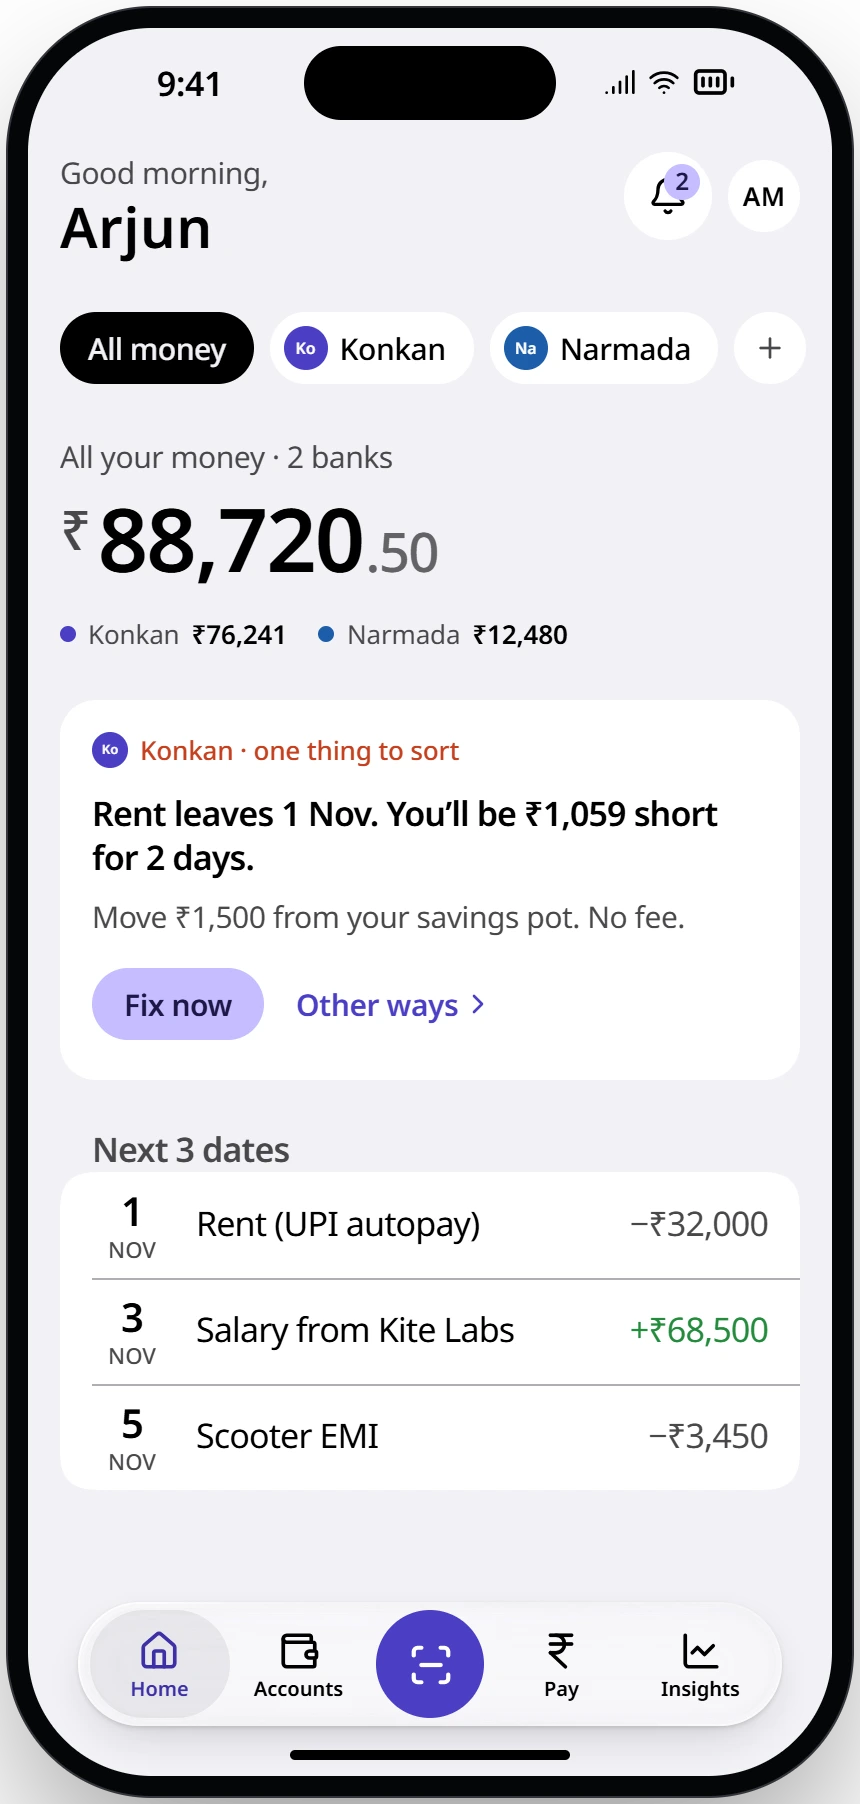 9:41
Good morning,
Arjun
2
AM
All money
Ko Konkan
Na Narmada
+
All your money · 2 banks
₹88,720.50
Konkan ₹76,241 Narmada ₹12,480
Ko Konkan · one thing to sort
Rent leaves 1 Nov. You’ll be ₹1,059 short
for 2 days.
Move ₹1,500 from your savings pot. No fee.
Fix now Other ways
Next 3 dates
1 NOV Rent (UPI autopay) −₹32,000
3 NOV Salary from Kite Labs +₹68,500
5 NOV Scooter EMI −₹3,450
Home Accounts Pay Insights